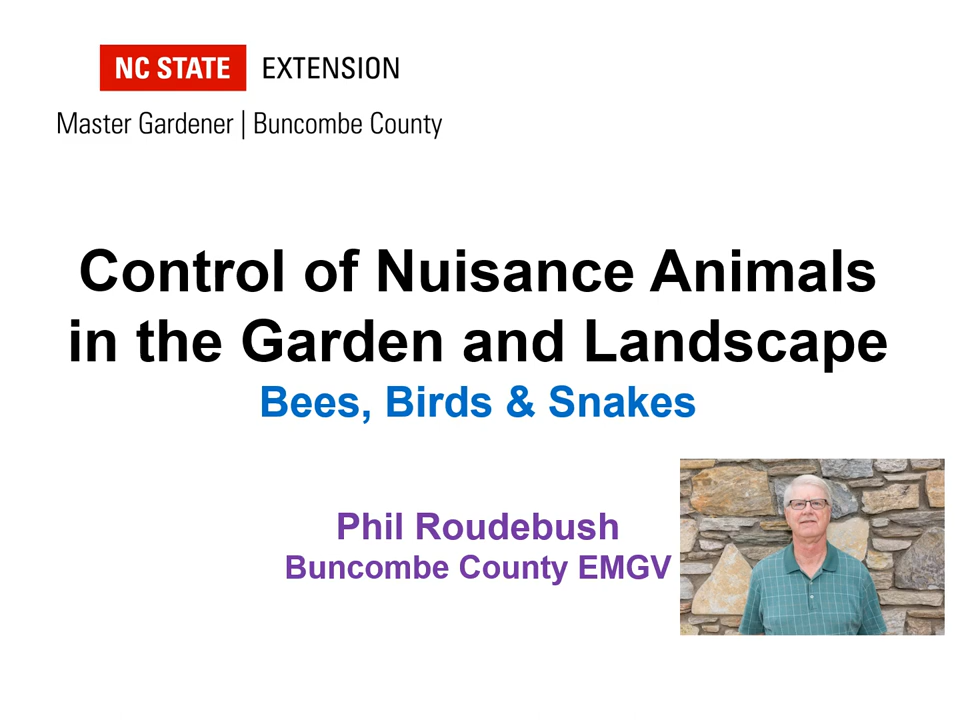 NC STATE EXTENSION
Master Gardener | Buncombe County
Control of Nuisance Animals
in the Garden and Landscape
Bees, Birds & Snakes
Phil Roudebush
Buncombe County EMGV